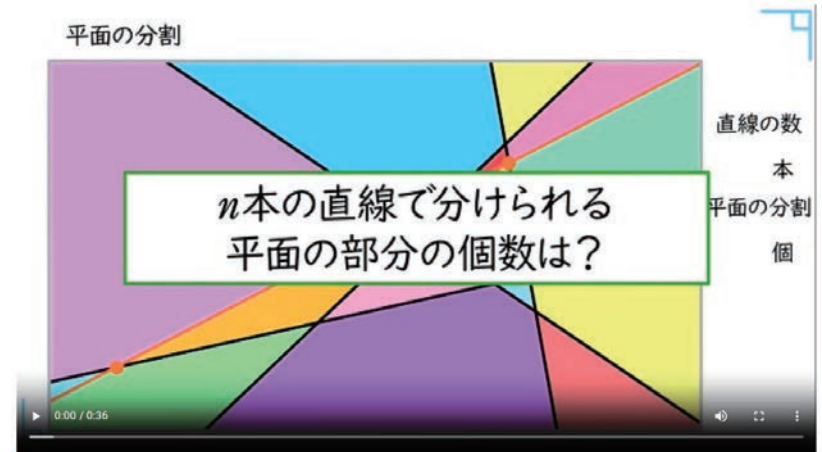 平面の分割
直線の数
本
平面の分割
個
n本の直線で分けられる
平面の部分の個数は？
0:00 / 0:36